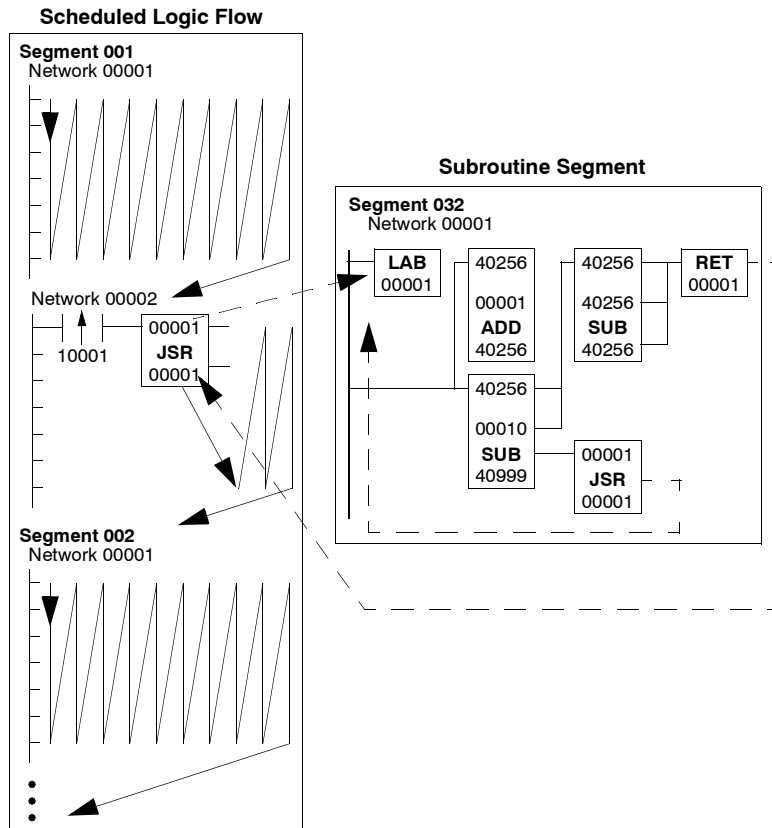 Scheduled Logic Flow
Segment 001
Network 00001
Network 00002
10001
00001
JSR
00001
Segment 002
Network 00001
Subroutine Segment
Segment 032
Network 00001
LAB
00001
40256
00001
ADD
40256
40256
00010
SUB
40999
40256
40256
SUB
40256
00001
JSR
00001
RET
00001